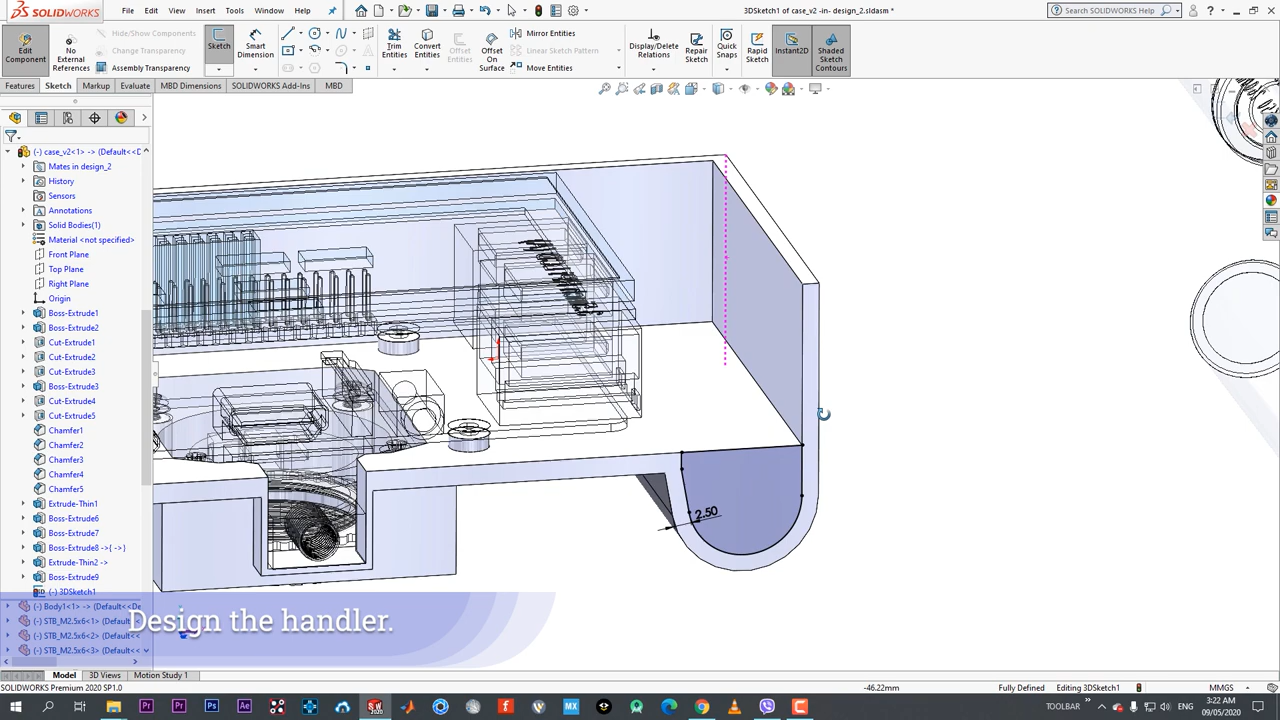 SOLIDWORKS
File Edit View Insert Tools Window Help
3DSketch1 of case_v2 -in- design_2.sldasm *
Search SOLIDWORKS Help
Edit Component
No External References
Hide/Show Components
Change Transparency
Assembly Transparency
Sketch
Smart Dimension
Trim Entities
Convert Entities
Offset Entities
Offset On Surface
Mirror Entities
Linear Sketch Pattern
Move Entities
Display/Delete Relations
Repair Sketch
Quick Snaps
Rapid Sketch
Instant2D
Shaded Sketch Contours
Features Sketch Markup Evaluate MBD Dimensions SOLIDWORKS Add-Ins MBD
(-) case_v2<1> -> (Default<<D
Mates in design_2
History
Sensors
Annotations
Solid Bodies(1)
Material <not specified>
Front Plane
Top Plane
Right Plane
Origin
Boss-Extrude1
Boss-Extrude2
Cut-Extrude1
Cut-Extrude2
Cut-Extrude3
Boss-Extrude3
Cut-Extrude4
Cut-Extrude5
Chamfer1
Chamfer2
Chamfer3
Chamfer4
Chamfer5
Extrude-Thin1
Boss-Extrude6
Boss-Extrude7
Boss-Extrude8 ->{ ->}
Extrude-Thin2 ->
Boss-Extrude9
(-) 3DSketch1
(-) Body1<1> -> (Default<<De
(-) STB_M2.5x6<1> (Default<<
(-) STB_M2.5x6<2> (Default<<
(-) STB_M2.5x6<3> (Default<<
2.50
Design the handler.
Model 3D Views Motion Study 1
SOLIDWORKS Premium 2020 SP1.0
-46.22mm Fully Defined Editing 3DSketch1 MMGS
TOOLBAR
ENG
3:22 AM
09/05/2020